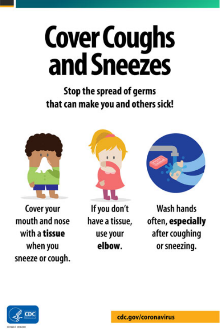 Cover Coughs
and Sneezes
Stop the spread of germs
that can make you and others sick!
Cover your
mouth and nose
with a tissue
when you
sneeze or cough.
If you don't
have a tissue,
use your
elbow.
Wash hands
often, especially
after coughing
or sneezing.
CDC
cdc.gov/coronavirus